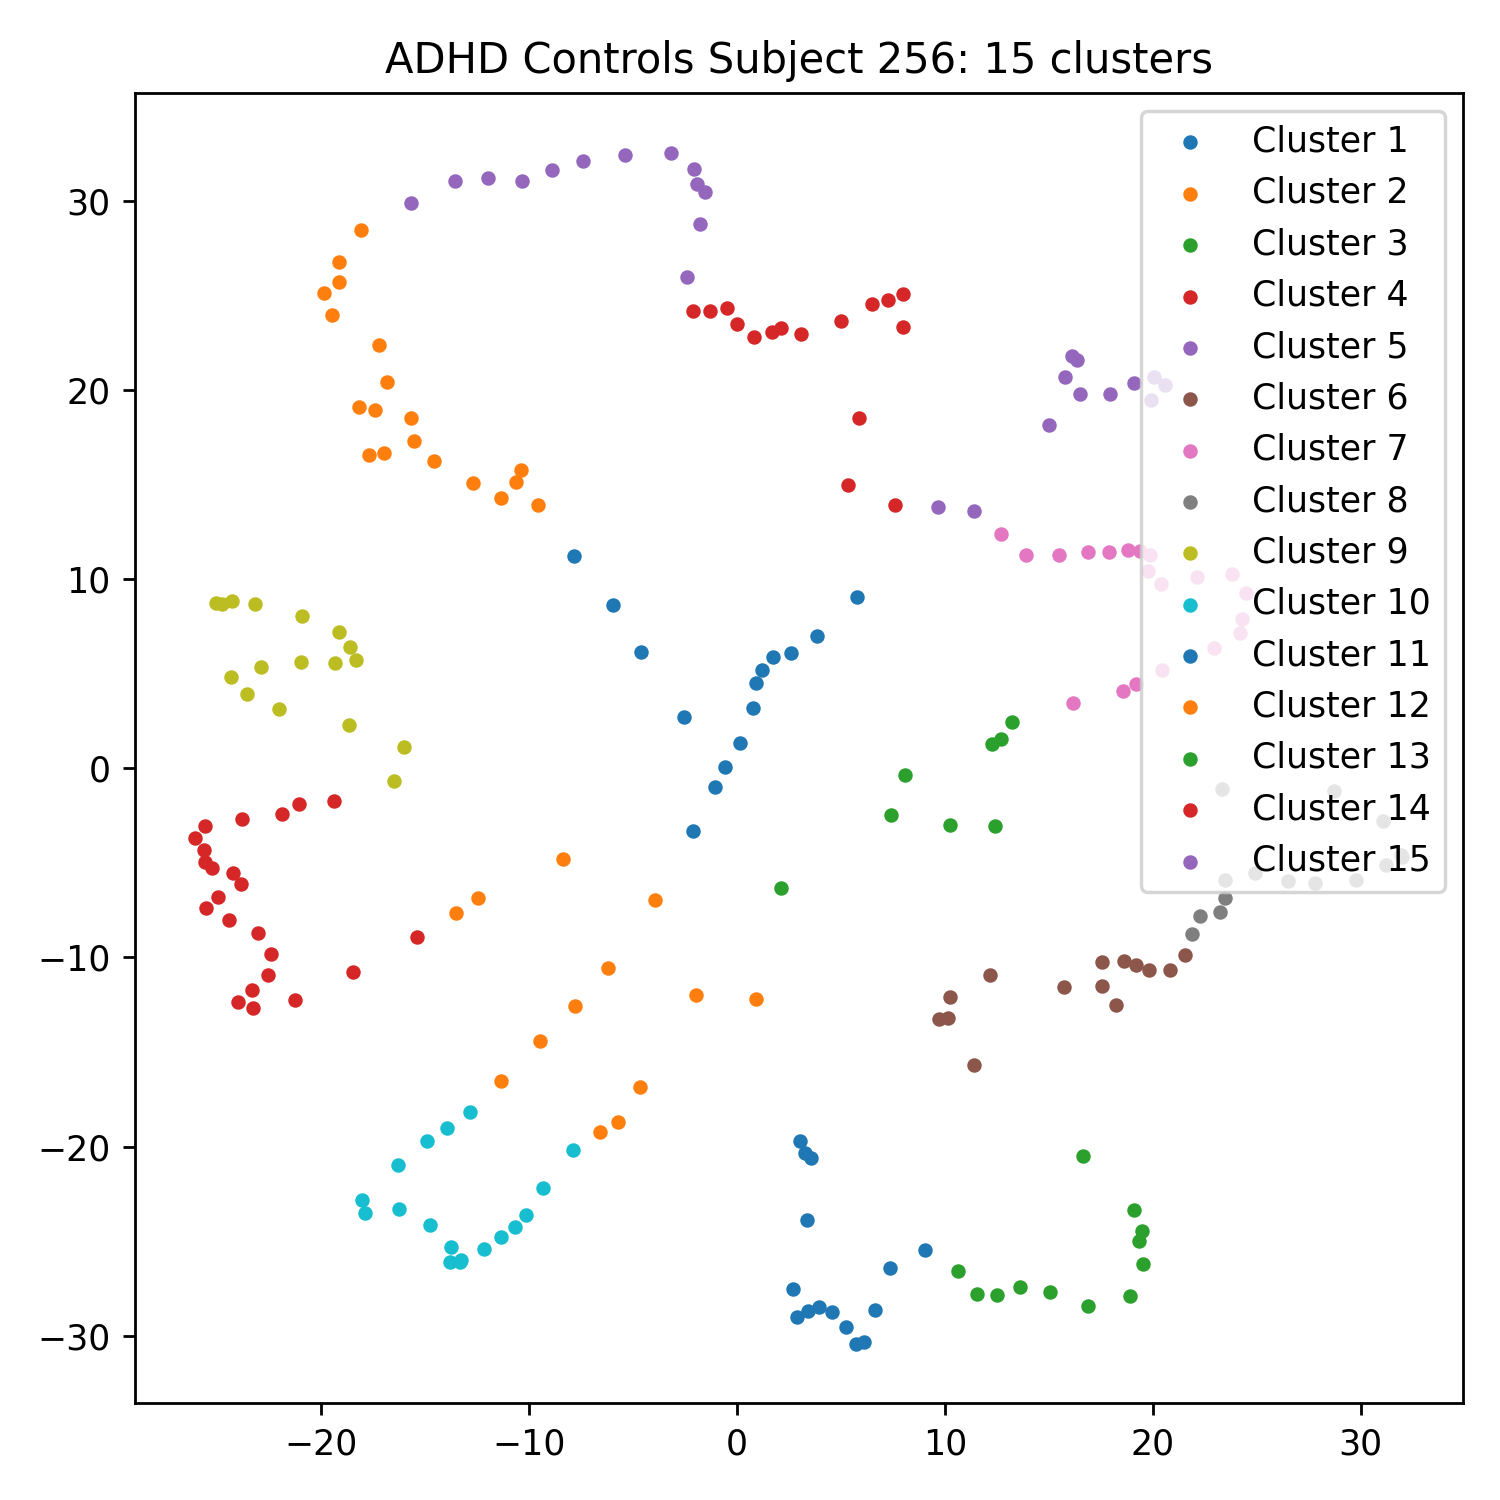 ADHD Controls Subject 256: 15 clusters
Cluster 1
Cluster 2
Cluster 3
Cluster 4
Cluster 5
Cluster 6
Cluster 7
Cluster 8
Cluster 9
Cluster 10
Cluster 11
Cluster 12
Cluster 13
Cluster 14
Cluster 15
30
20
10
0
−10
−20
−30
−20 −10 0 10 20 30